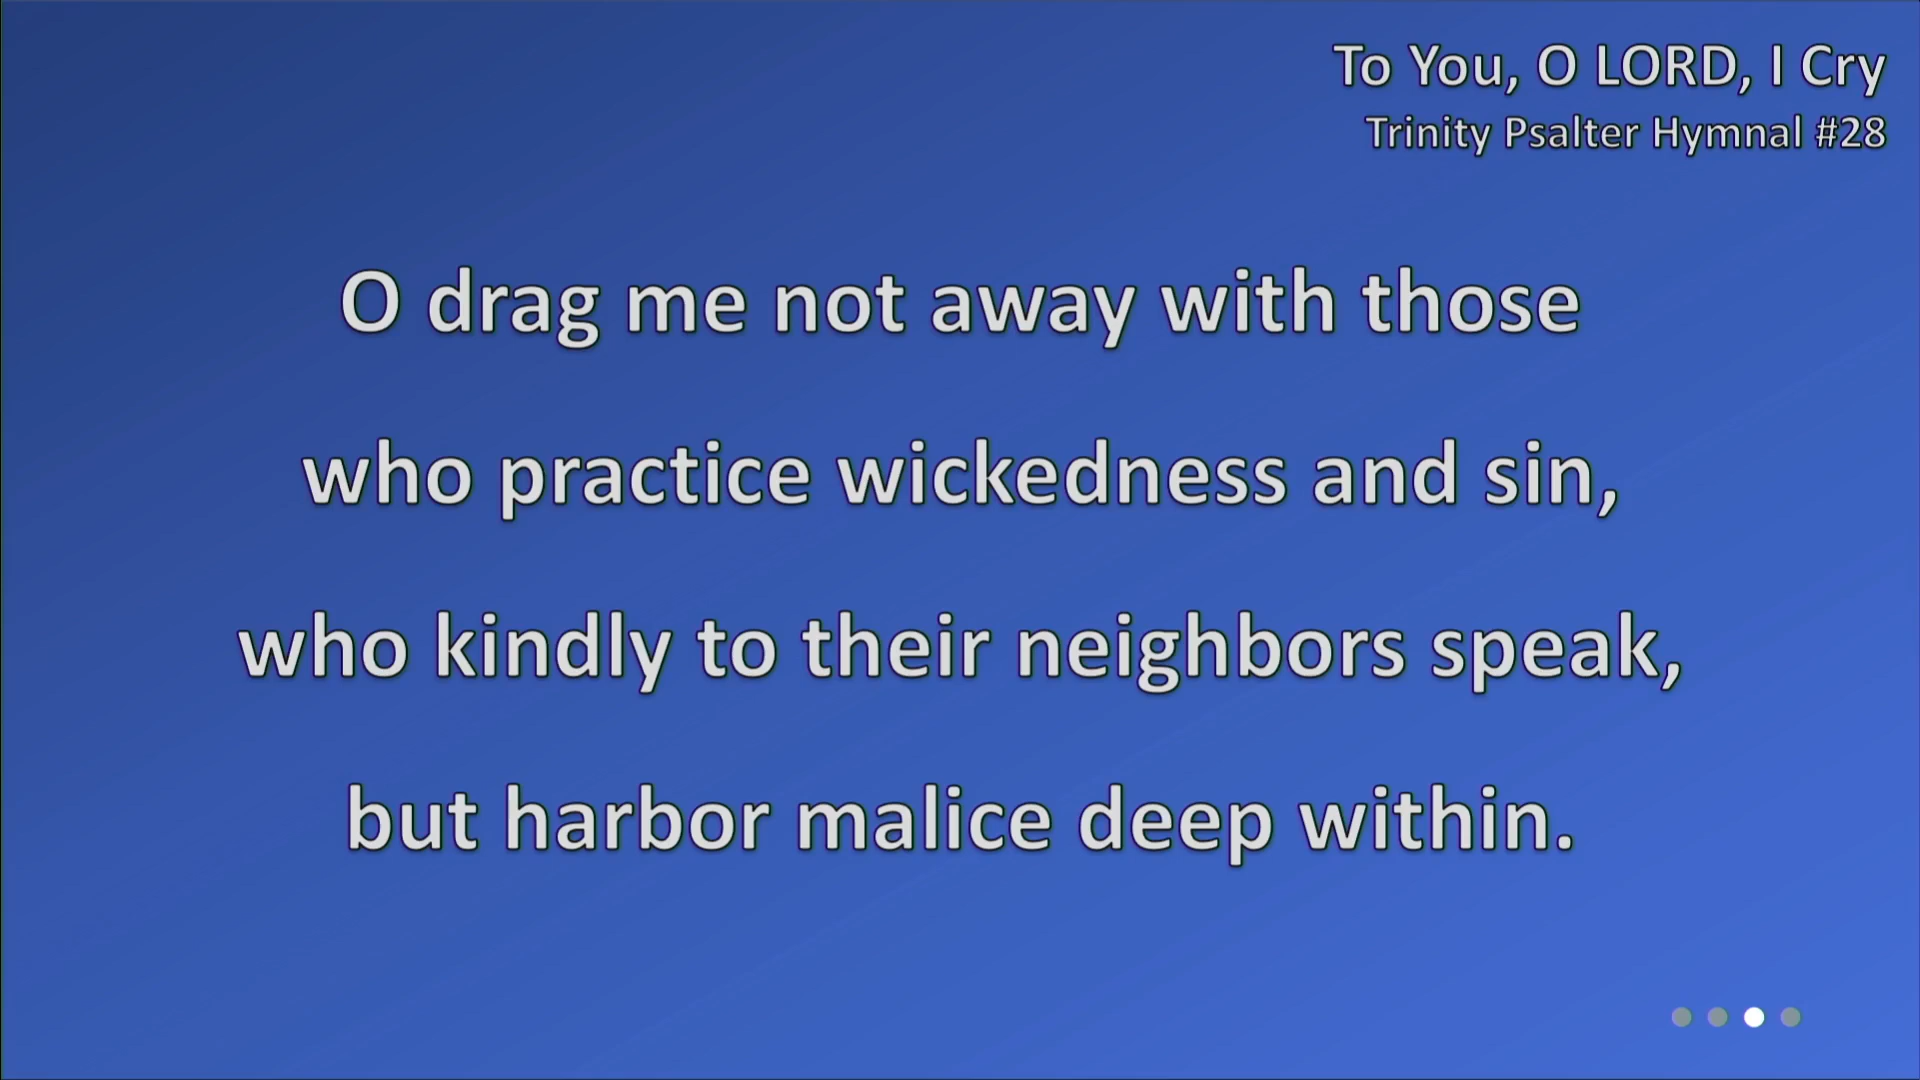 To You, O LORD, I Cry
Trinity Psalter Hymnal #28
O drag me not away with those
who practice wickedness and sin,
who kindly to their neighbors speak,
but harbor malice deep within.